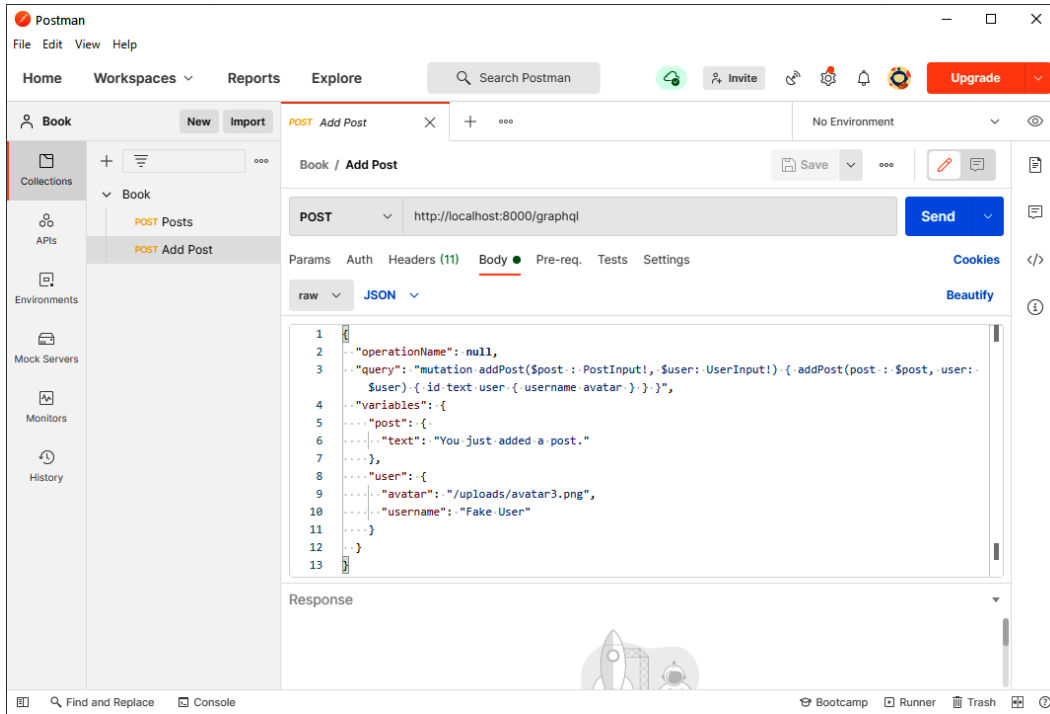 Postman
File Edit View Help
Home Workspaces Reports Explore Search Postman Invite Upgrade
Book New Import POST Add Post No Environment
Collections
APIs
Environments
Mock Servers
Monitors
History
Book
POST Posts
POST Add Post
Book / Add Post Save
POST http://localhost:8000/graphql Send
Params Auth Headers (11) Body Pre-req. Tests Settings Cookies
raw JSON Beautify
1 {
2 "operationName": null,
3 "query": "mutation addPost($post : PostInput!, $user: UserInput!) { addPost(post : $post, user:
$user) { id text user { username avatar } } }",
4 "variables": {
5 "post": {
6 "text": "You just added a post."
7 },
8 "user": {
9 "avatar": "/uploads/avatar3.png",
10 "username": "Fake User"
11 }
12 }
13 }
Response
Find and Replace Console Bootcamp Runner Trash